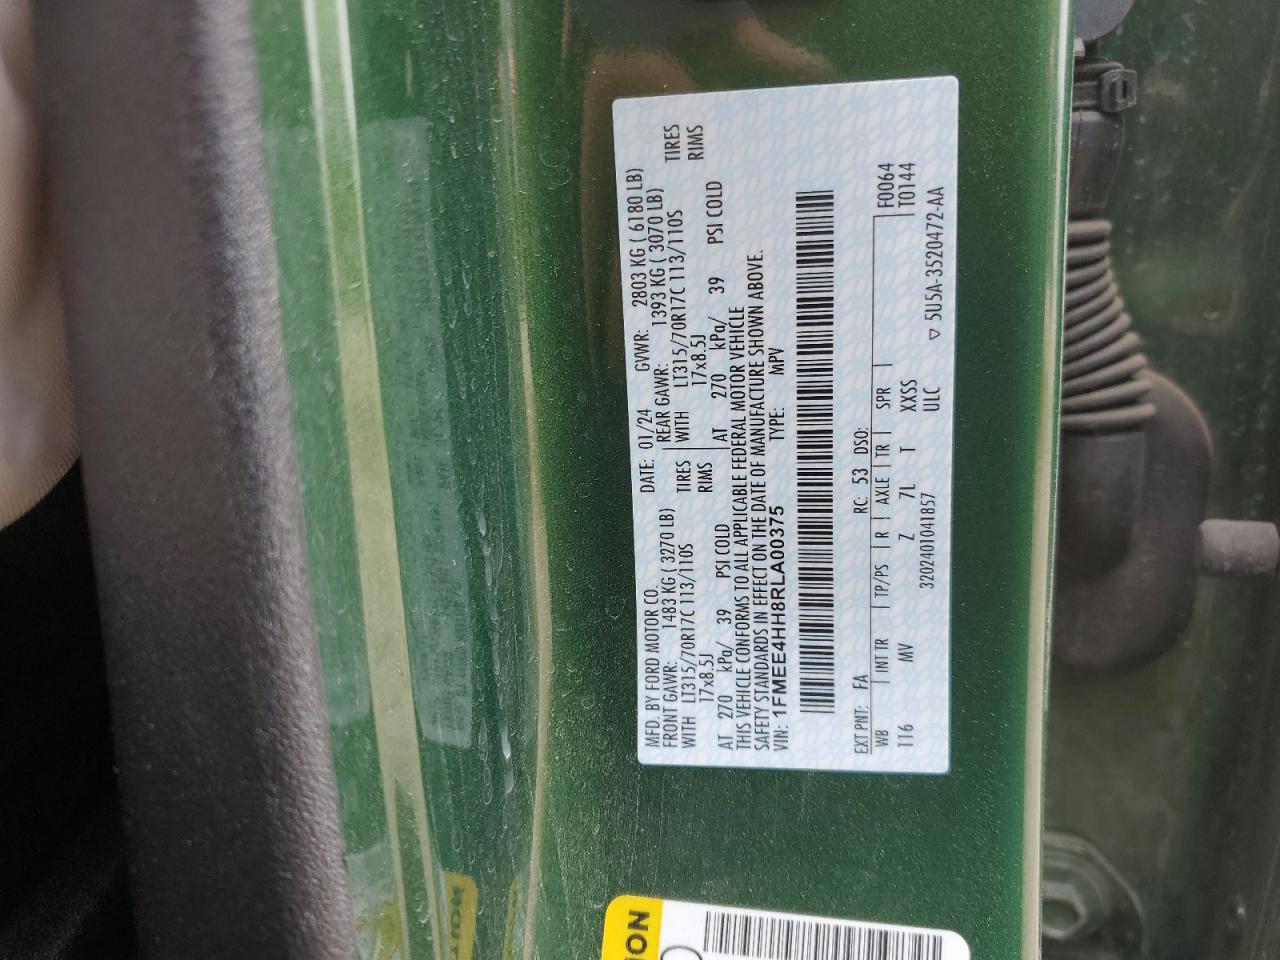 MFD. BY FORD MOTOR CO.
DATE: 01/24 GVWR: 2803 KG ( 6180 LB)
FRONT GAWR: 1483 KG ( 3270 LB)
REAR GAWR: 1393 KG ( 3070 LB)
WITH LT315/70R17C 113/110S TIRES
WITH LT315/70R17C 113/110S TIRES
17x8.5J RIMS
17x8.5J RIMS
AT 270 kPa/ 39 PSI COLD
AT 270 kPa/ 39 PSI COLD
THIS VEHICLE CONFORMS TO ALL APPLICABLE FEDERAL MOTOR VEHICLE
SAFETY STANDARDS IN EFFECT ON THE DATE OF MANUFACTURE SHOWN ABOVE.
VIN: 1FMEE4HH8RLA00375 TYPE: MPV
EXT PNT: FA RC: 53 DSO:
WB INT TR TP/PS R AXLE TR SPR F0064
116 MV Z 7L T XXSS T0144
3202401041857 ULC
▽ 5U5A-3520472-AA